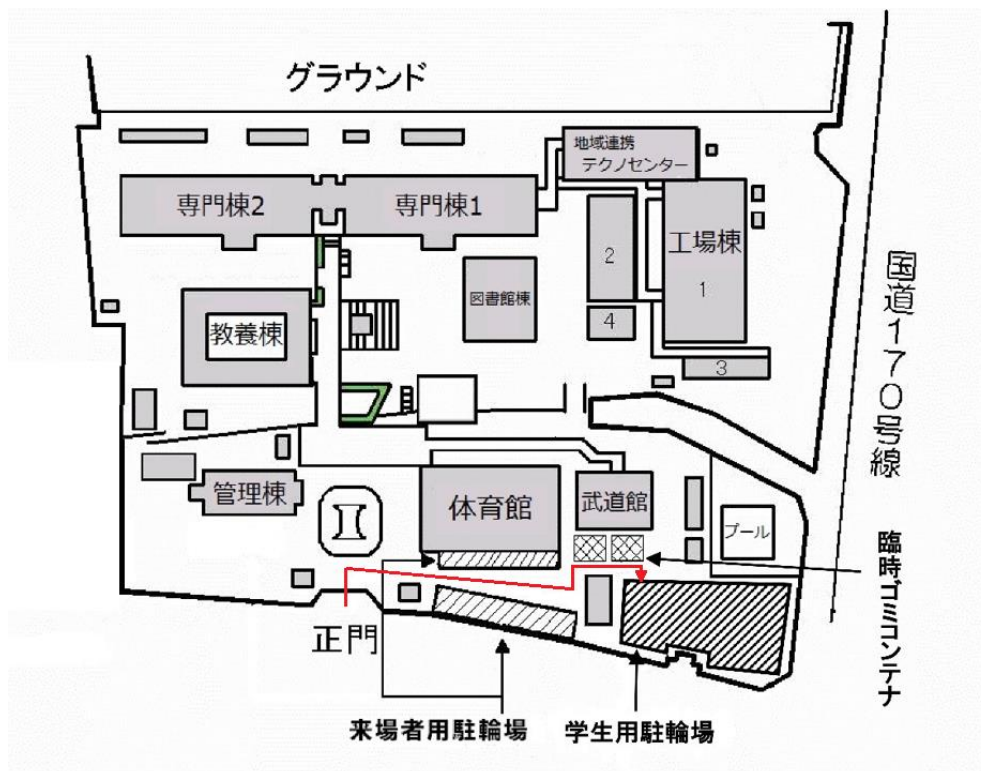 グラウンド
地域連携
テクノセンター
専門棟2
専門棟1
2
工場棟
1
図書館棟
4
3
教養棟
国道170号線
管理棟
体育館
武道館
プール
臨時ゴミコンテナ
正門
来場者用駐輪場
学生用駐輪場